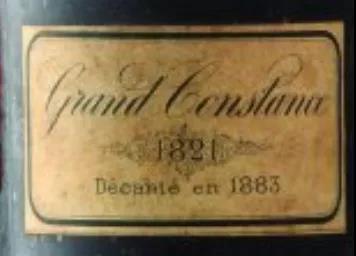 Grand Constance
1821
Décanté en 1883